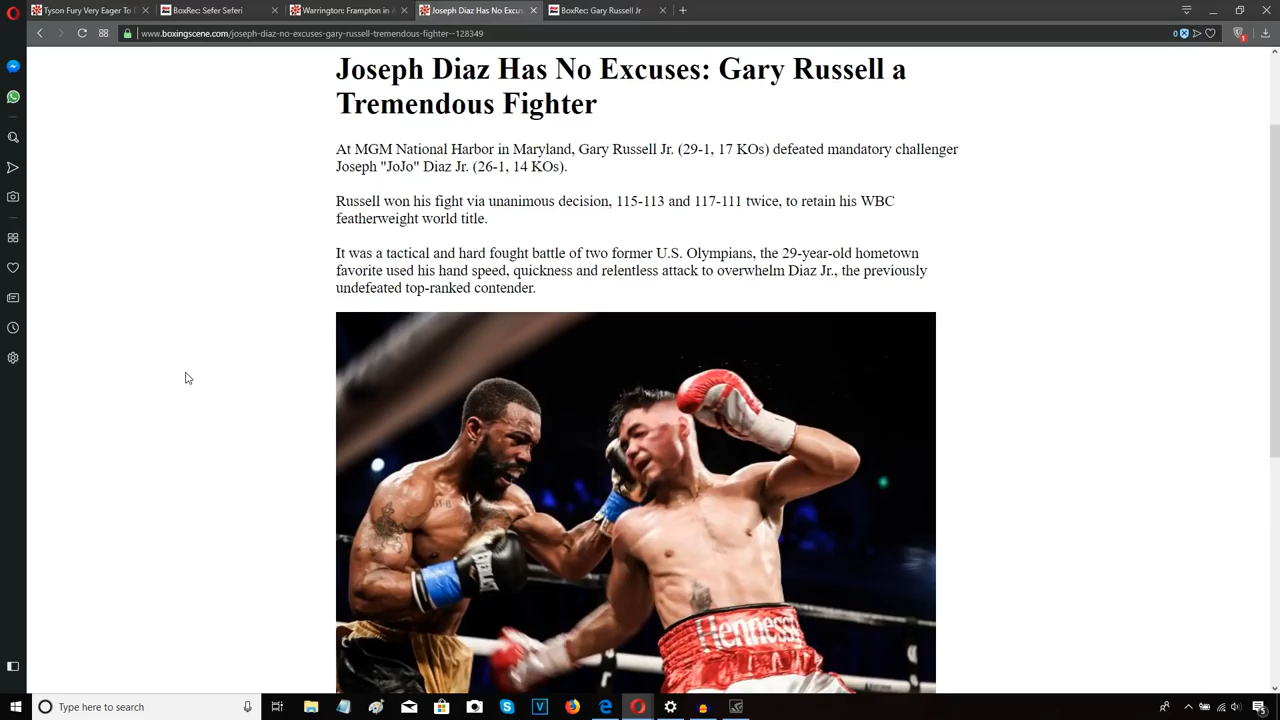 Tyson Fury Very Eager To
BoxRec: Sefer Seferi
Warrington: Frampton in
Joseph Diaz Has No Excus
BoxRec: Gary Russell Jr
www.boxingscene.com/joseph-diaz-no-excuses-gary-russell-tremendous-fighter--128349
0
1
Joseph Diaz Has No Excuses: Gary Russell a
Tremendous Fighter
At MGM National Harbor in Maryland, Gary Russell Jr. (29-1, 17 KOs) defeated mandatory challenger
Joseph "JoJo" Diaz Jr. (26-1, 14 KOs).
Russell won his fight via unanimous decision, 115-113 and 117-111 twice, to retain his WBC
featherweight world title.
It was a tactical and hard fought battle of two former U.S. Olympians, the 29-year-old hometown
favorite used his hand speed, quickness and relentless attack to overwhelm Diaz Jr., the previously
undefeated top-ranked contender.
EVERLAST
Hennessy
Type here to search